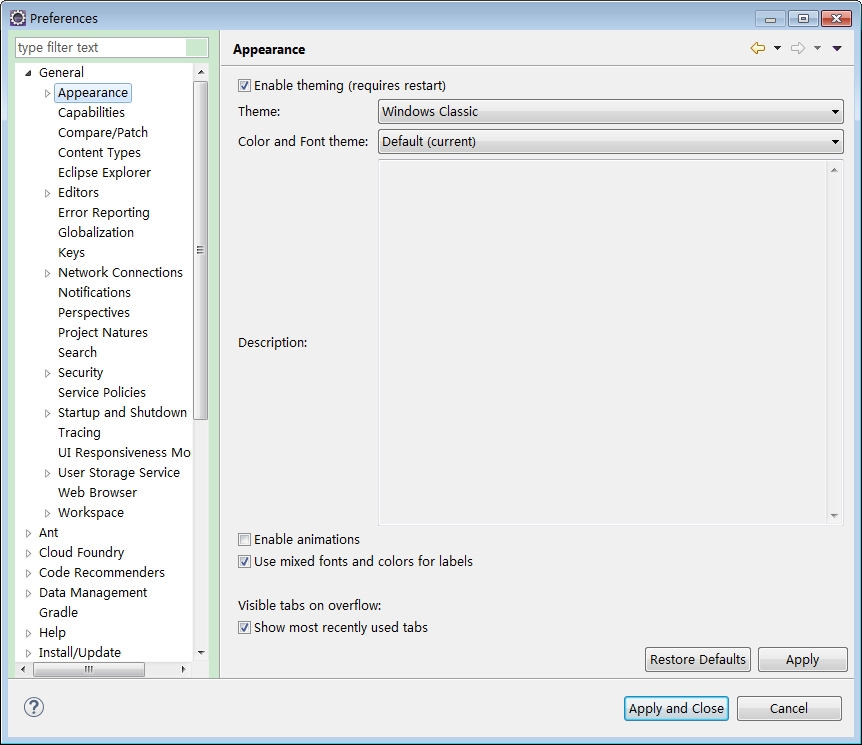 Preferences
type filter text
General
Appearance
Capabilities
Compare/Patch
Content Types
Eclipse Explorer
Editors
Error Reporting
Globalization
Keys
Network Connections
Notifications
Perspectives
Project Natures
Search
Security
Service Policies
Startup and Shutdown
Tracing
UI Responsiveness Mo
User Storage Service
Web Browser
Workspace
Ant
Cloud Foundry
Code Recommenders
Data Management
Gradle
Help
Install/Update
Appearance
Enable theming (requires restart)
Theme: Windows Classic
Color and Font theme: Default (current)
Description:
Enable animations
Use mixed fonts and colors for labels
Visible tabs on overflow:
Show most recently used tabs
Restore Defaults Apply
Apply and Close Cancel